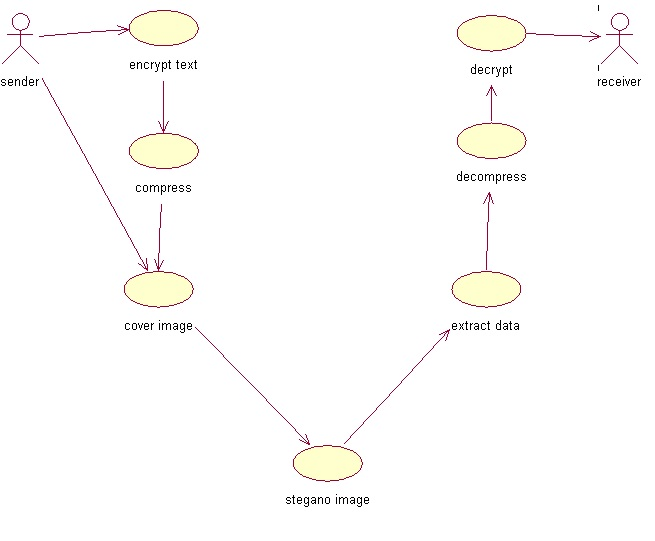 sender
encrypt text
decrypt
receiver
compress
decompress
cover image
extract data
stegano image